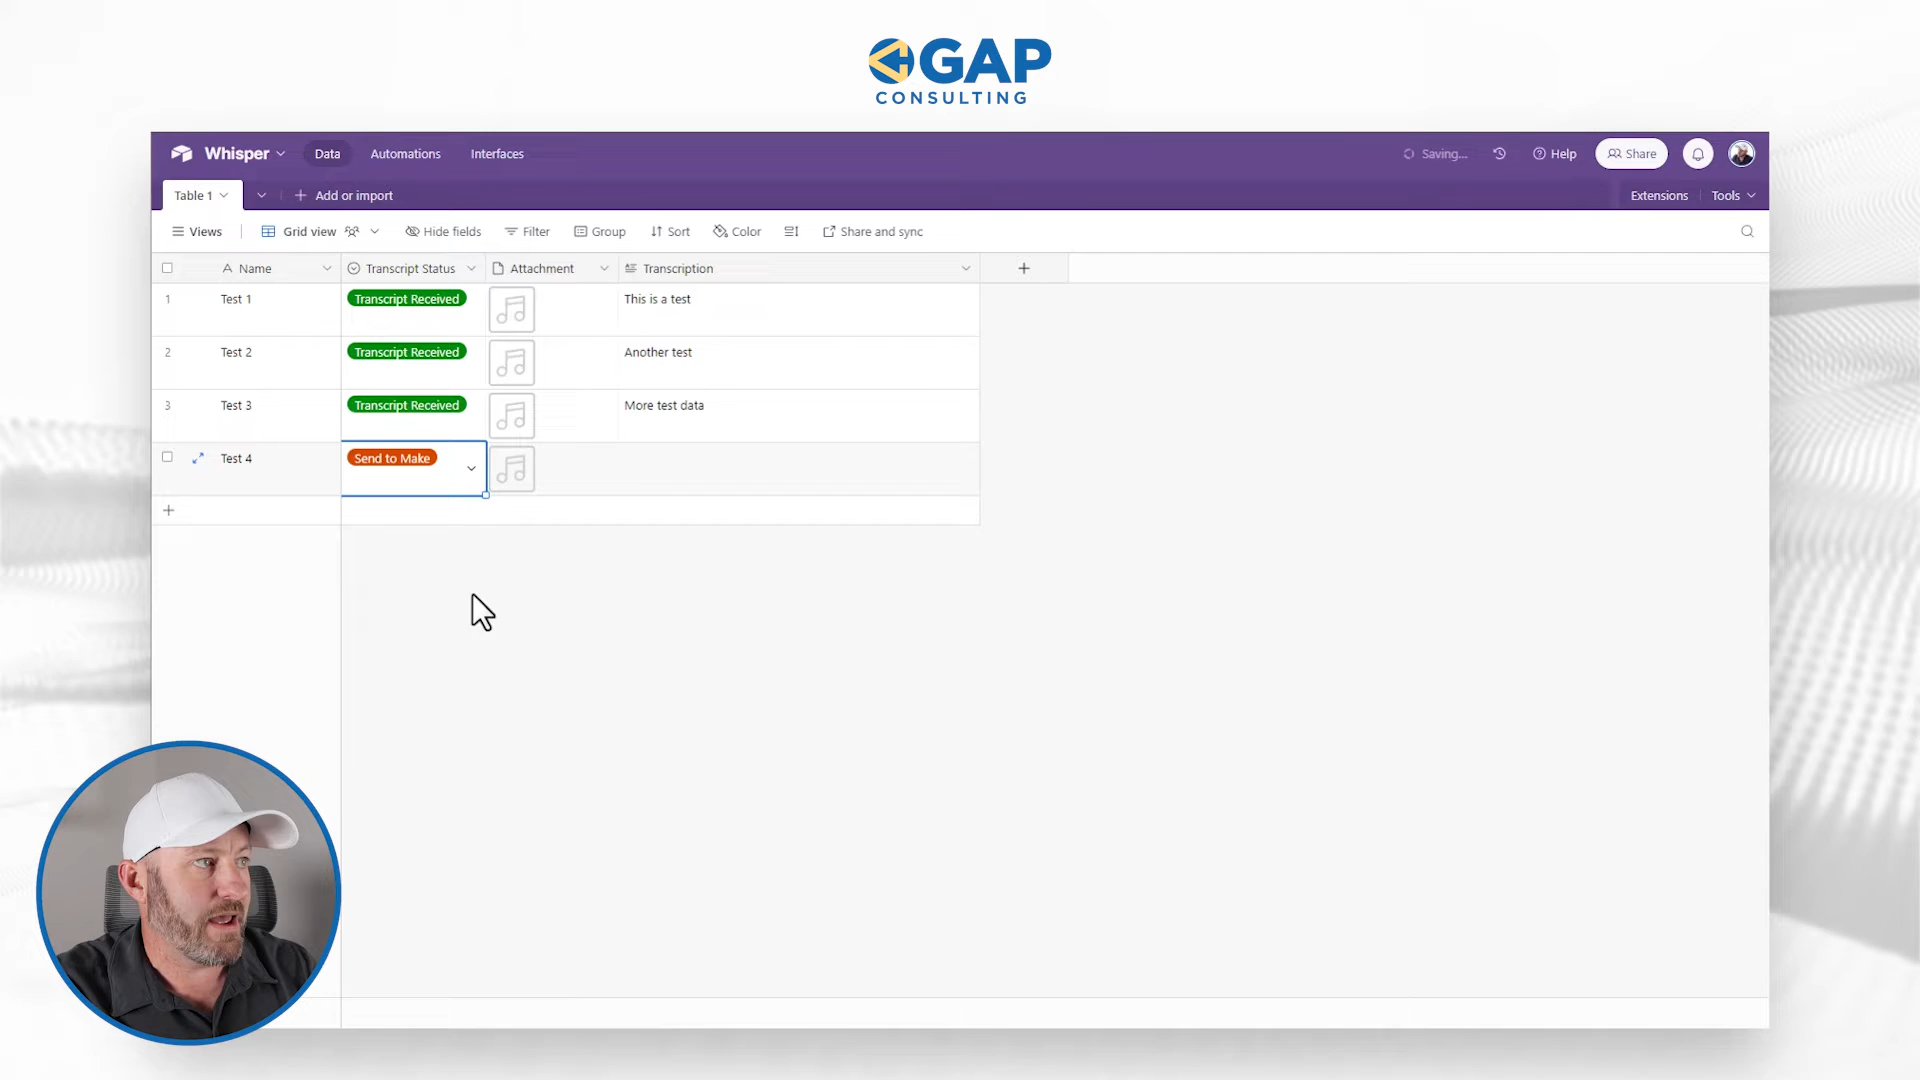 GAP
CONSULTING
Whisper Data Automations Interfaces Saving... Help Share
Table 1 Add or import Extensions Tools
Views Grid view Hide fields Filter Group Sort Color Share and sync
Name Transcript Status Attachment Transcription
1 Test 1 Transcript Received This is a test
2 Test 2 Transcript Received Another test
3 Test 3 Transcript Received More test data
Test 4 Send to Make